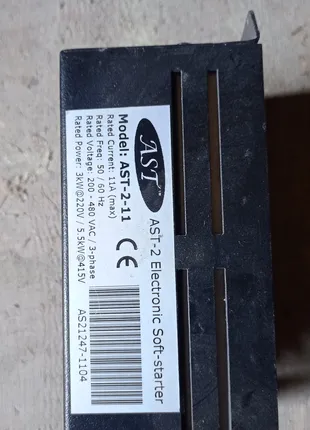 AST™
AST-2 Electronic Soft-starter
Model: AST-2-11
Rated Current: 11A (max)
Rated Freq: 50 / 60 Hz
Rated Voltage: 200 - 480 VAC / 3-phase
Rated Power: 3kW@220V / 5.5kW@415V
CE
AS21247-1104